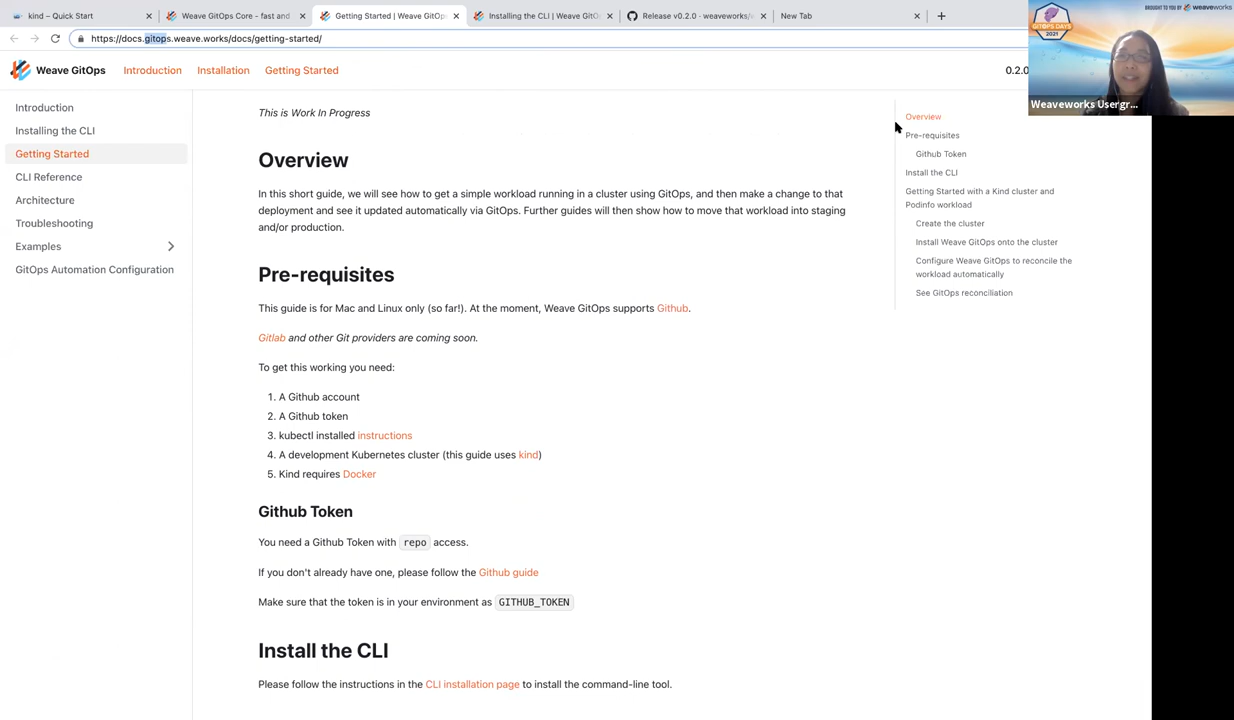 kind – Quick Start
Weave GitOps Core - fast and
Getting Started | Weave GitOp
Installing the CLI | Weave GitO
Release v0.2.0 · weaveworks/
New Tab
https://docs.gitops.weave.works/docs/getting-started/
BROUGHT TO YOU BY weaveworks
GITOPS DAYS
2021
Weaveworks Usergr...
Weave GitOps
Introduction
Installation
Getting Started
0.2.0
Introduction
Installing the CLI
Getting Started
CLI Reference
Architecture
Troubleshooting
Examples
GitOps Automation Configuration
This is Work In Progress
Overview
In this short guide, we will see how to get a simple workload running in a cluster using GitOps, and then make a change to that
deployment and see it updated automatically via GitOps. Further guides will then show how to move that workload into staging
and/or production.
Pre-requisites
This guide is for Mac and Linux only (so far!). At the moment, Weave GitOps supports Github.
Gitlab and other Git providers are coming soon.
To get this working you need:
1. A Github account
2. A Github token
3. kubectl installed instructions
4. A development Kubernetes cluster (this guide uses kind)
5. Kind requires Docker
Github Token
You need a Github Token with repo access.
If you don't already have one, please follow the Github guide
Make sure that the token is in your environment as GITHUB_TOKEN
Install the CLI
Please follow the instructions in the CLI installation page to install the command-line tool.
Overview
Pre-requisites
Github Token
Install the CLI
Getting Started with a Kind cluster and
Podinfo workload
Create the cluster
Install Weave GitOps onto the cluster
Configure Weave GitOps to reconcile the
workload automatically
See GitOps reconciliation